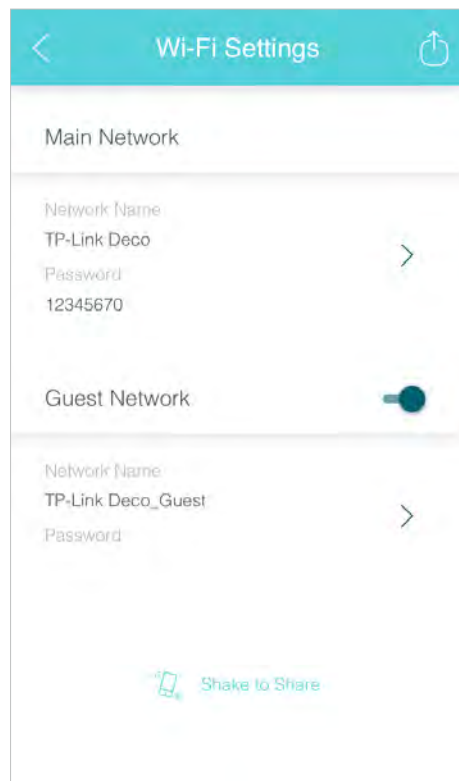 Wi-Fi Settings
Main Network
Network Name
TP-Link Deco
Password
12345670
Guest Network
Network Name
TP-Link Deco_Guest
Password
Shake to Share